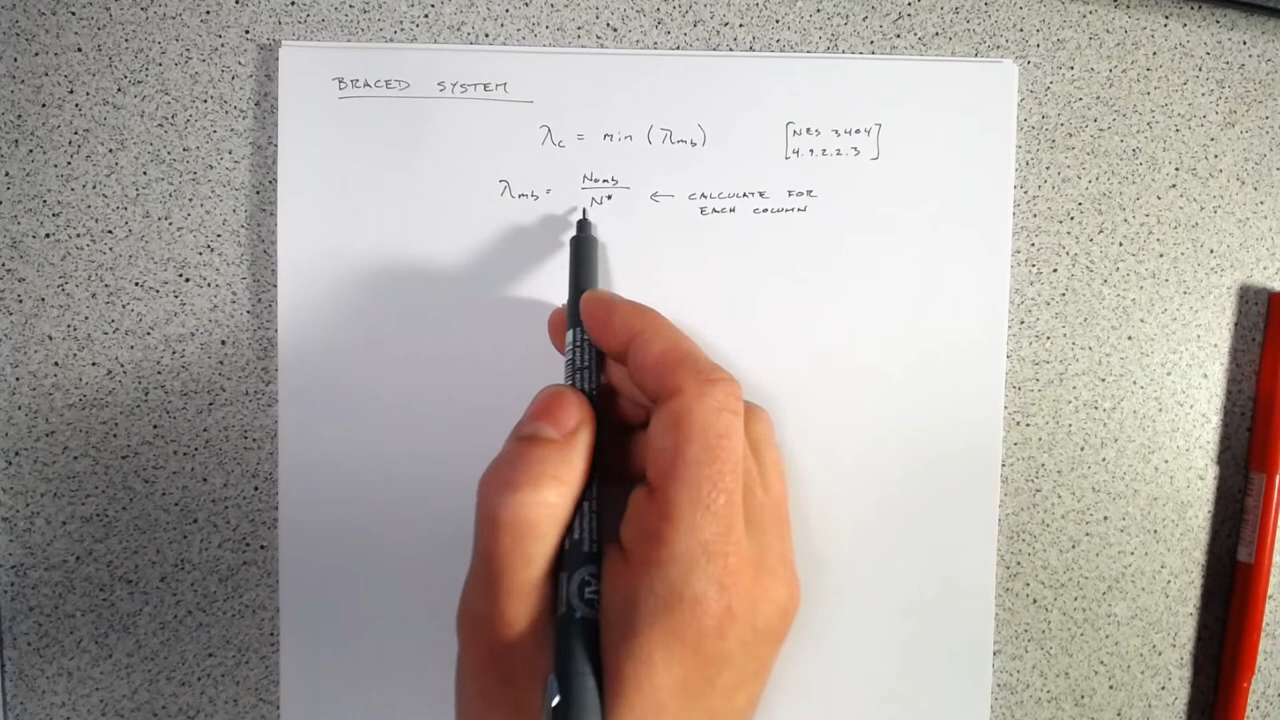 BRACED SYSTEM
λc = min (λmb)
[NZS 3404
4.9.2.2.3]
λmb = Nomb / N* ← CALCULATE FOR
EACH COLUMN